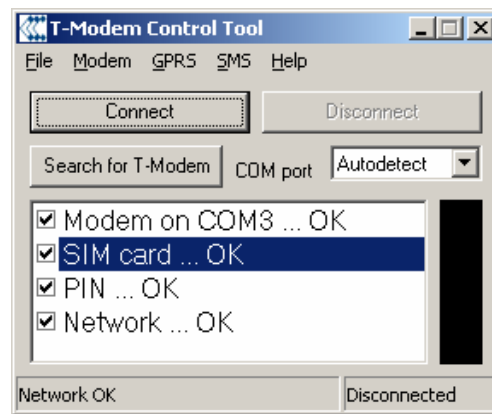 T-Modem Control Tool
File Modem GPRS SMS Help
Connect Disconnect
Search for T-Modem COM port Autodetect
Modem on COM3 ... OK
SIM card ... OK
PIN ... OK
Network ... OK
Network OK Disconnected